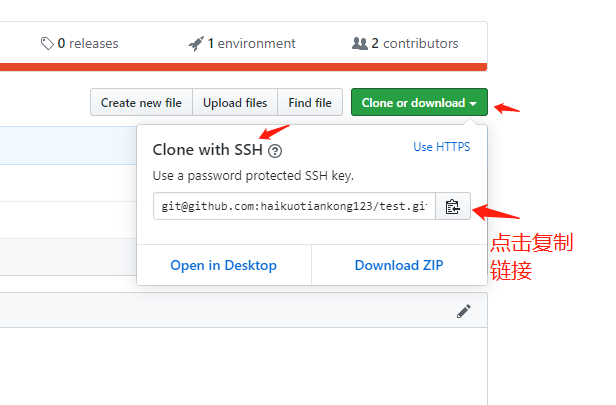 0 releases
1 environment
2 contributors
Create new file
Upload files
Find file
Clone or download
Clone with SSH
Use HTTPS
Use a password protected SSH key.
git@github.com:haikuotiankong123/test.gi
点击复制
链接
Open in Desktop
Download ZIP